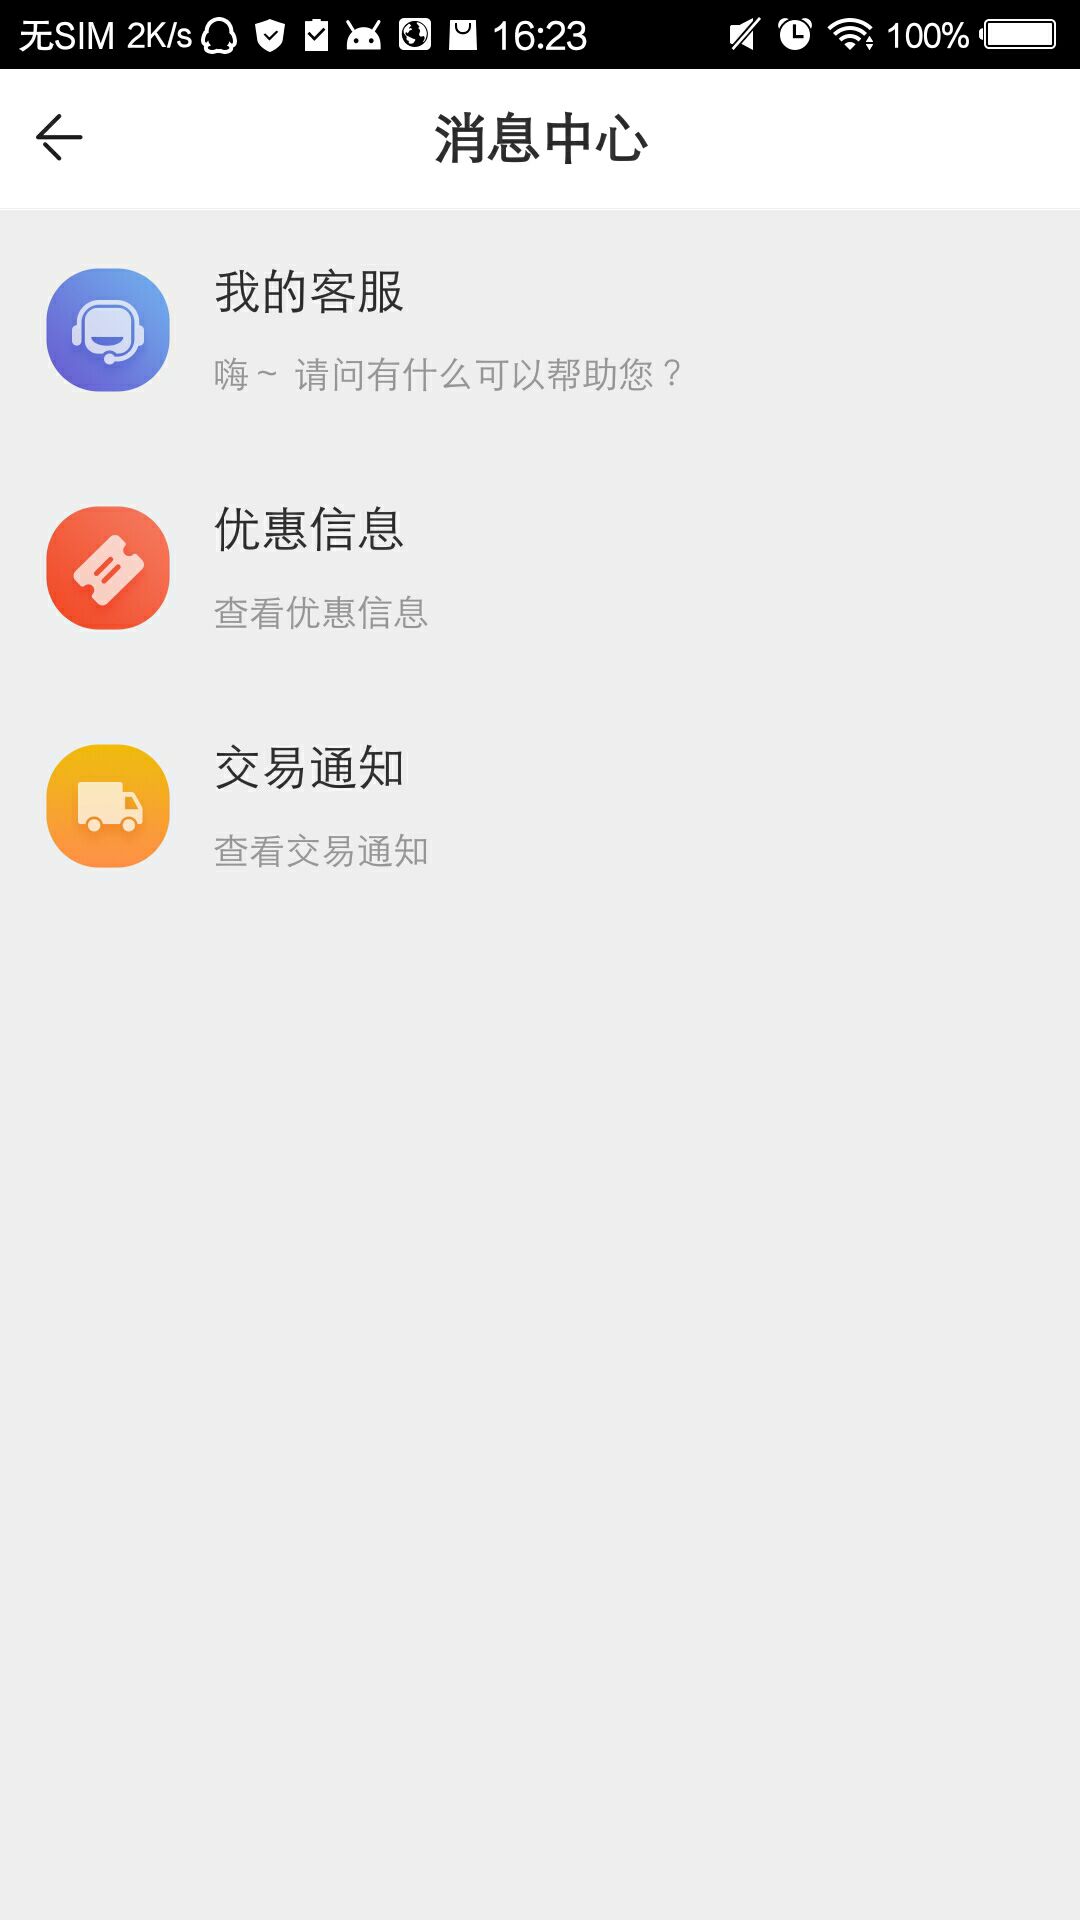 无SIM 2K/s 16:23 100%
消息中心
我的客服
嗨~ 请问有什么可以帮助您？
优惠信息
查看优惠信息
交易通知
查看交易通知